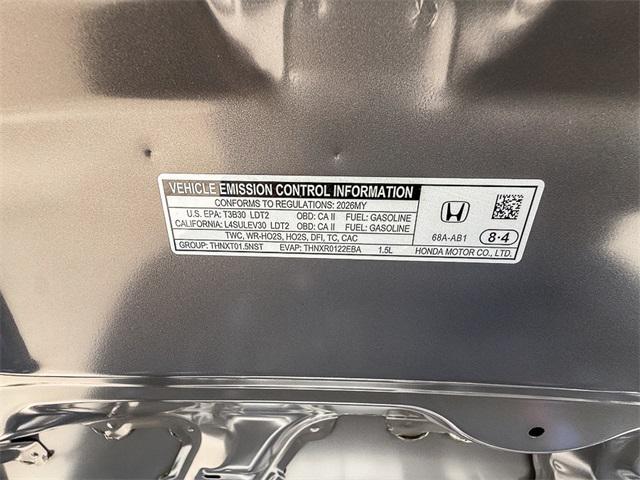 VEHICLE EMISSION CONTROL INFORMATION
CONFORMS TO REGULATIONS: 2026MY
U.S. EPA: T3B30 LDT2 OBD: CA II FUEL: GASOLINE
CALIFORNIA: L4SULEV30 LDT2 OBD: CA II FUEL: GASOLINE
TWC, WR-HO2S, HO2S, DFI, TC, CAC
GROUP: THNXT01.5NST EVAP: THNXR0122EBA 1.5L
68A-AB1
8·4
HONDA MOTOR CO., LTD.